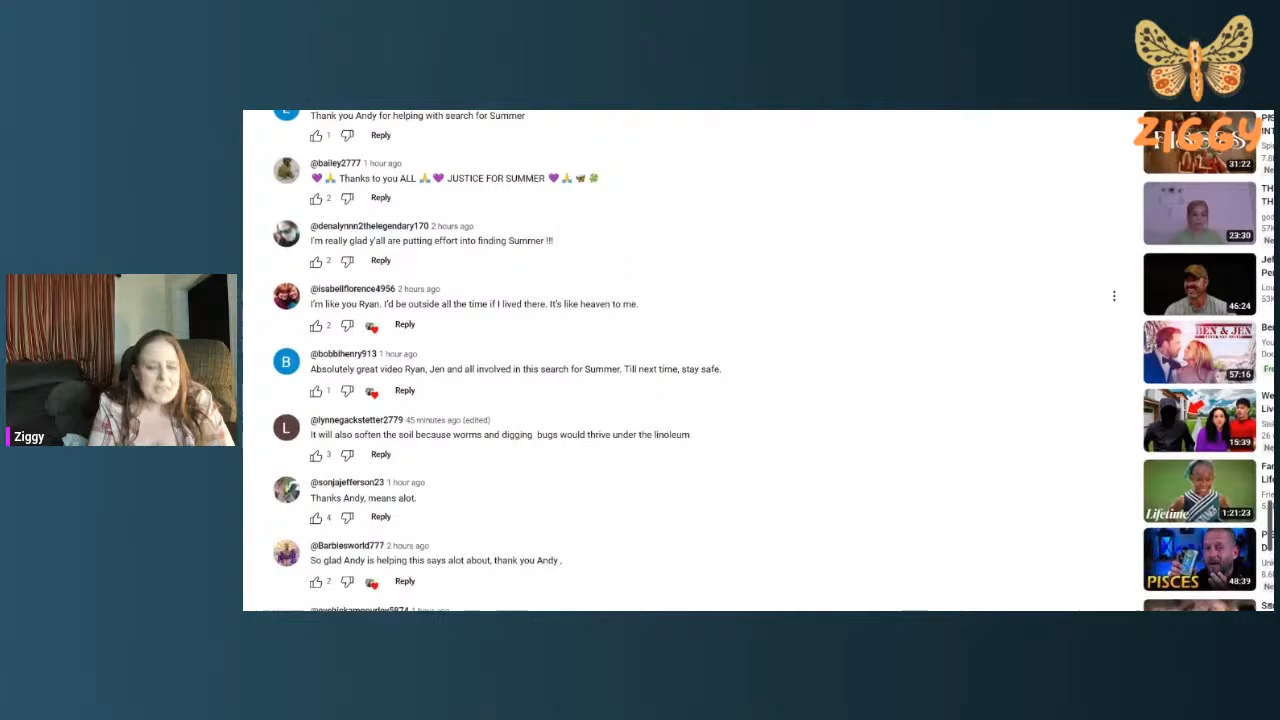 Thank you Andy for helping with search for Summer
1 Reply
@bailey2777 1 hour ago
💜 🙏 Thanks to you ALL 🙏 💜 JUSTICE FOR SUMMER 💜 🙏 🦋 🍀
2 Reply
@denalynnn2thelegendary170 2 hours ago
I'm really glad y'all are putting effort into finding Summer !!!
2 Reply
@isabellflorence4956 2 hours ago
I'm like you Ryan. I'd be outside all the time if I lived there. It's like heaven to me.
2 Reply
B
@bobbihenry913 1 hour ago
Absolutely great video Ryan, Jen and all involved in this search for Summer. Till next time, stay safe.
1 Reply
L
@lynnegackstetter2779 45 minutes ago (edited)
It will also soften the soil because worms and digging bugs would thrive under the linoleum
3 Reply
@sonjajefferson23 1 hour ago
Thanks Andy, means alot.
4 Reply
@Barbiesworld777 2 hours ago
So glad Andy is helping this says alot about, thank you Andy .
2 Reply
Ziggy
ZIGGY
PISCES
31:22
23:30
46:24
BEN & JEN
57:16
15:39
Lifetime
1:21:23
PISCES
48:39